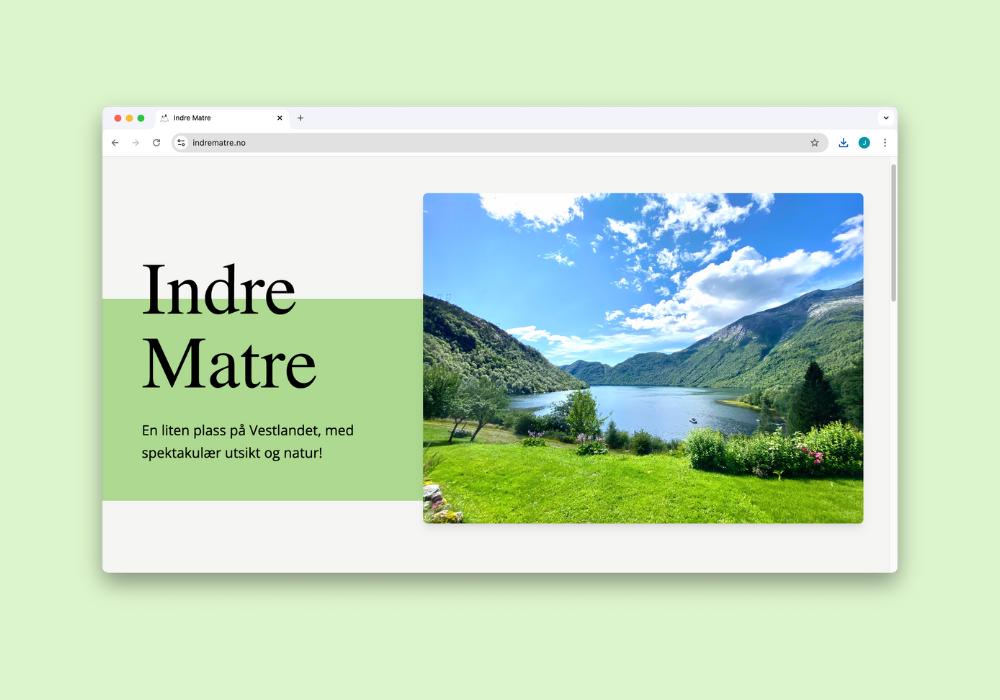 Indre Matre
indrematre.no
J
Indre
Matre
En liten plass på Vestlandet, med
spektakulær utsikt og natur!